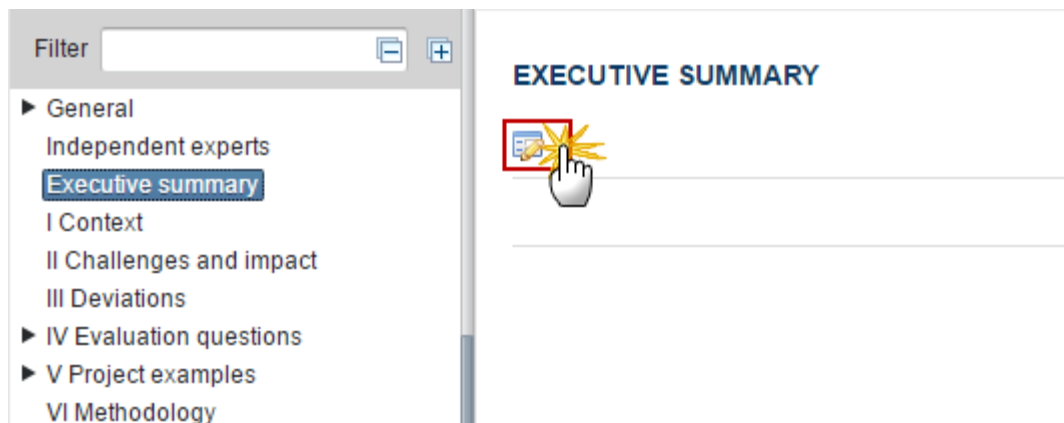 Filter
General
Independent experts
Executive summary
I Context
II Challenges and impact
III Deviations
IV Evaluation questions
V Project examples
VI Methodology
EXECUTIVE SUMMARY